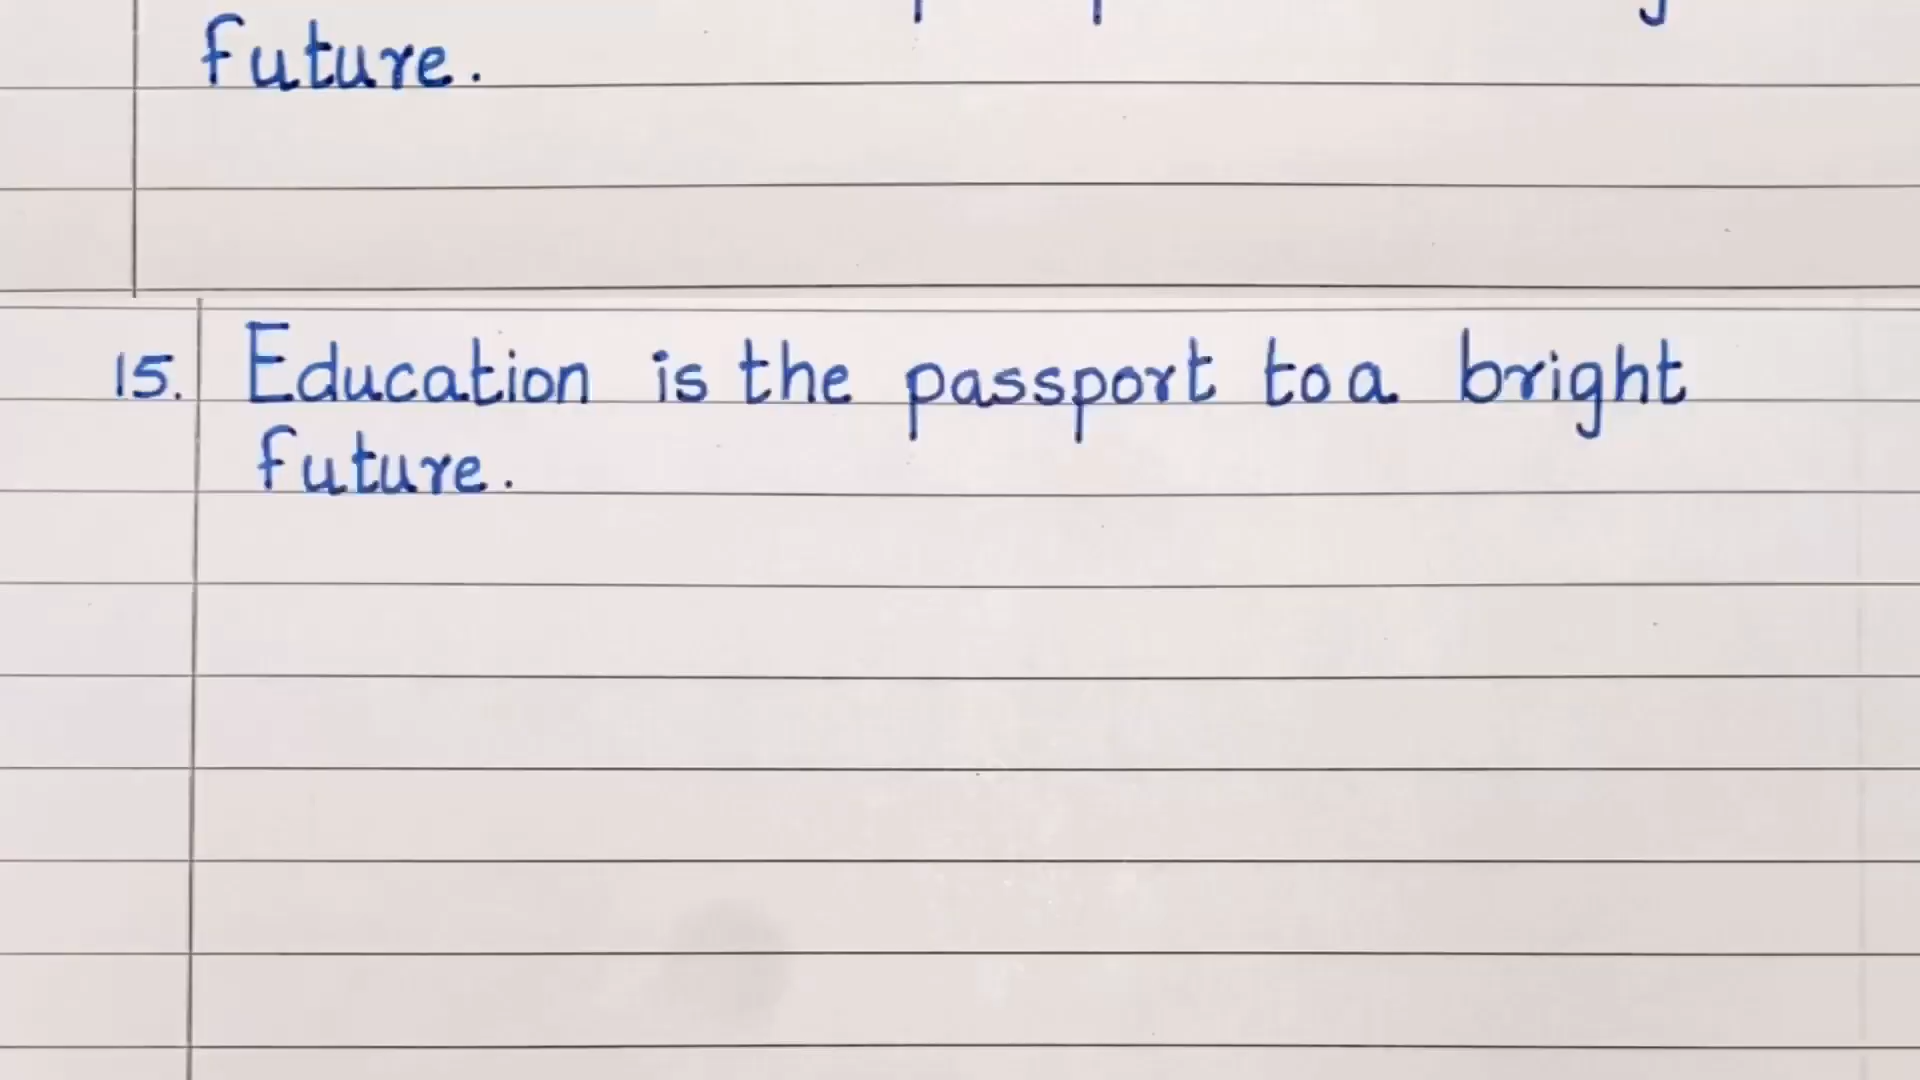 future.
15. Education is the passport to a bright
future.